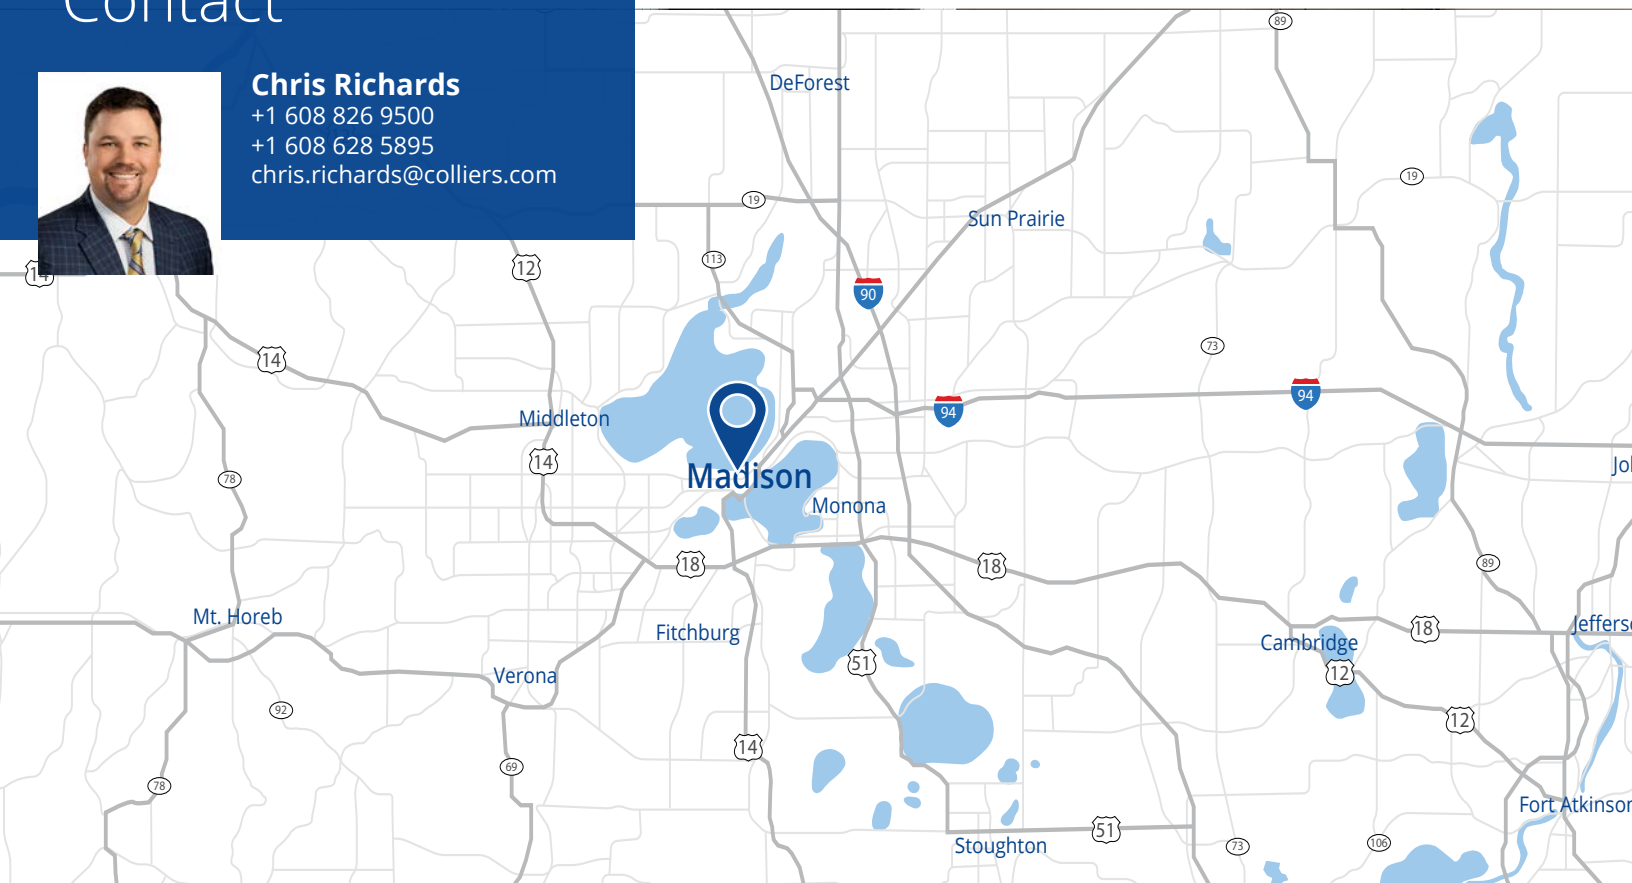 Contact
Chris Richards
+1 608 826 9500
+1 608 628 5895
chris.richards@colliers.com
89
DeForest
19
19
Sun Prairie
113
14
12
90
73
14
94
94
Middleton
14
Madison
78
Monona
18
18
89
Mt. Horeb
Fitchburg
Cambridge
18
51
12
Verona
92
12
14
69
78
Fort Atkinson
51
Stoughton
73
106